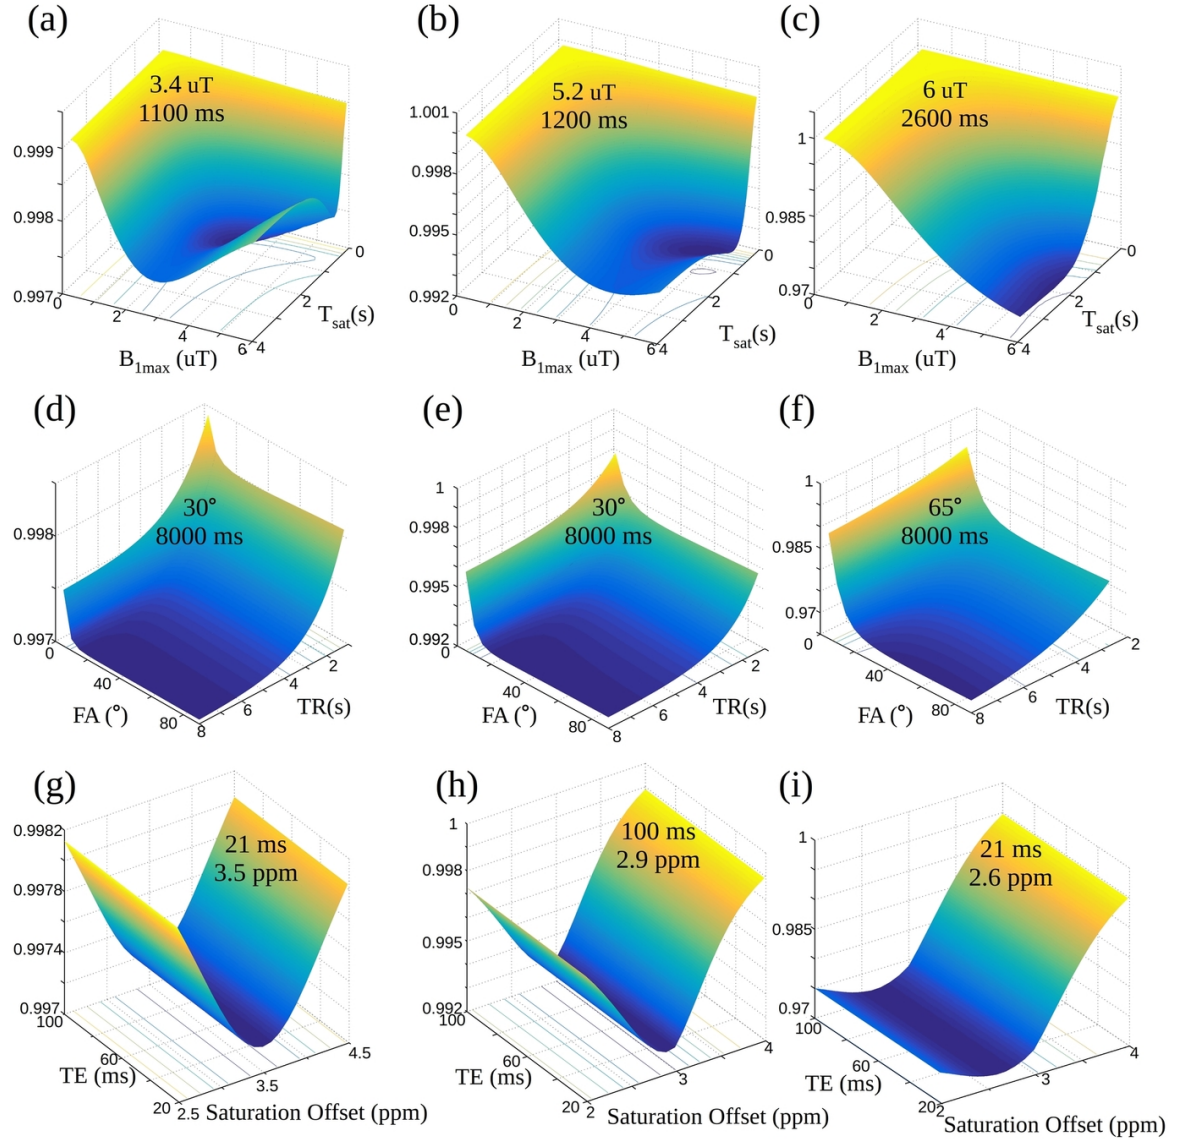 (a)
3.4 uT
1100 ms
0.999
0.998
0.997
0
2
4
6
4
2
0
B1max (uT)
Tsat(s)
(b)
5.2 uT
1200 ms
1.001
0.998
0.995
0.992
0
2
4
6
4
2
0
B1max (uT)
Tsat(s)
(c)
6 uT
2600 ms
1
0.985
0.97
0
2
4
6
4
2
0
B1max (uT)
Tsat(s)
(d)
30°
8000 ms
0.998
0.997
0
40
80
8
6
4
2
FA (°)
TR(s)
(e)
30°
8000 ms
1
0.998
0.995
0.992
0
40
80
8
6
4
2
FA (°)
TR(s)
(f)
65°
8000 ms
1
0.985
0.97
0
40
80
8
6
4
2
FA (°)
TR(s)
(g)
21 ms
3.5 ppm
0.9982
0.9978
0.9974
0.997
100
60
20
2.5
3.5
4.5
TE (ms)
Saturation Offset (ppm)
(h)
100 ms
2.9 ppm
1
0.998
0.995
0.992
100
60
20
2
3
4
TE (ms)
Saturation Offset (ppm)
(i)
21 ms
2.6 ppm
1
0.985
0.97
100
60
20
2
3
4
TE (ms)
Saturation Offset (ppm)